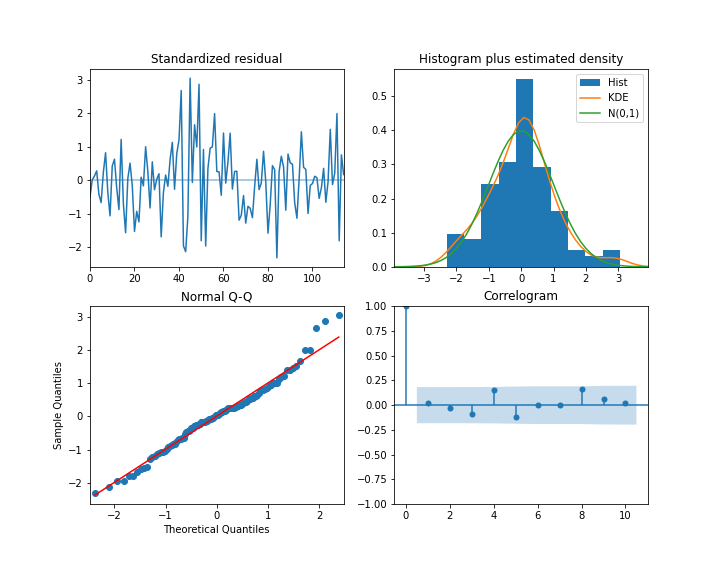 Standardized residual
3
2
1
0
−1
−2
0 20 40 60 80 100
Histogram plus estimated density
Hist
KDE
N(0,1)
0.5
0.4
0.3
0.2
0.1
0.0
−3 −2 −1 0 1 2 3
Normal Q-Q
Sample Quantiles
3
2
1
0
−1
−2
−2 −1 0 1 2
Theoretical Quantiles
Correlogram
1.00
0.75
0.50
0.25
0.00
−0.25
−0.50
−0.75
−1.00
0 2 4 6 8 10